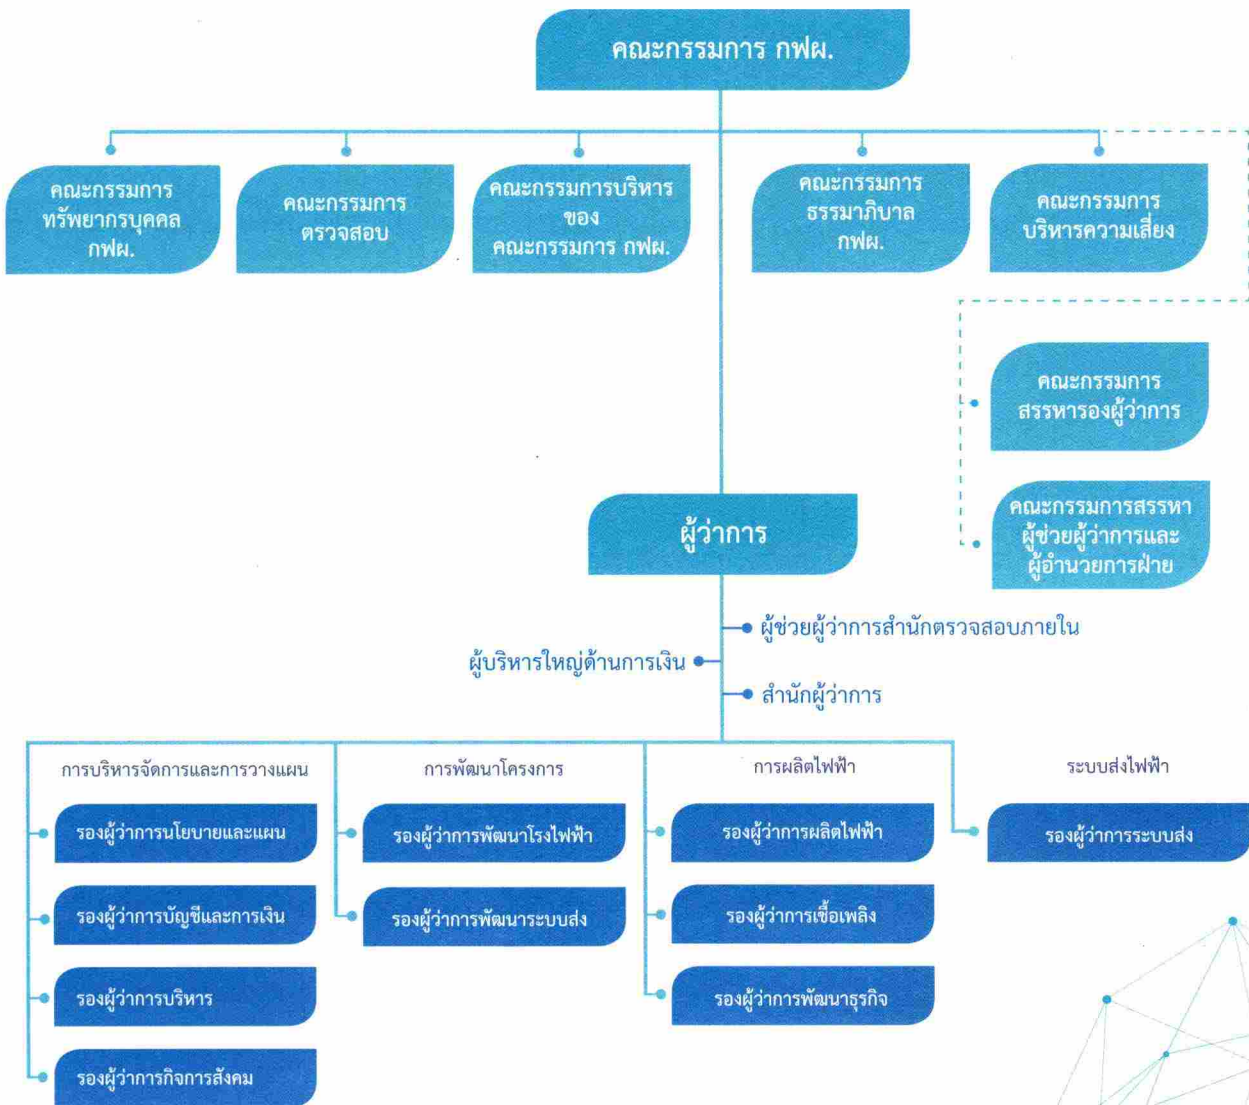 คณะกรรมการ กฟผ.
คณะกรรมการ
ทรัพยากรบุคคล
กฟผ.
คณะกรรมการ
ตรวจสอบ
คณะกรรมการบริหาร
ของ
คณะกรรมการ กฟผ.
คณะกรรมการ
ธรรมาภิบาล
กฟผ.
คณะกรรมการ
บริหารความเสี่ยง
คณะกรรมการ
สรรหารองผู้ว่าการ
คณะกรรมการสรรหา
ผู้ช่วยผู้ว่าการและ
ผู้อำนวยการฝ่าย
ผู้ว่าการ
ผู้ช่วยผู้ว่าการสำนักตรวจสอบภายใน
ผู้บริหารใหญ่ด้านการเงิน
สำนักผู้ว่าการ
การบริหารจัดการและการวางแผน
รองผู้ว่าการนโยบายและแผน
รองผู้ว่าการบัญชีและการเงิน
รองผู้ว่าการบริหาร
รองผู้ว่าการกิจการสังคม
การพัฒนาโครงการ
รองผู้ว่าการพัฒนาโรงไฟฟ้า
รองผู้ว่าการพัฒนาระบบส่ง
การผลิตไฟฟ้า
รองผู้ว่าการผลิตไฟฟ้า
รองผู้ว่าการเชื้อเพลิง
รองผู้ว่าการพัฒนาธุรกิจ
ระบบส่งไฟฟ้า
รองผู้ว่าการระบบส่ง